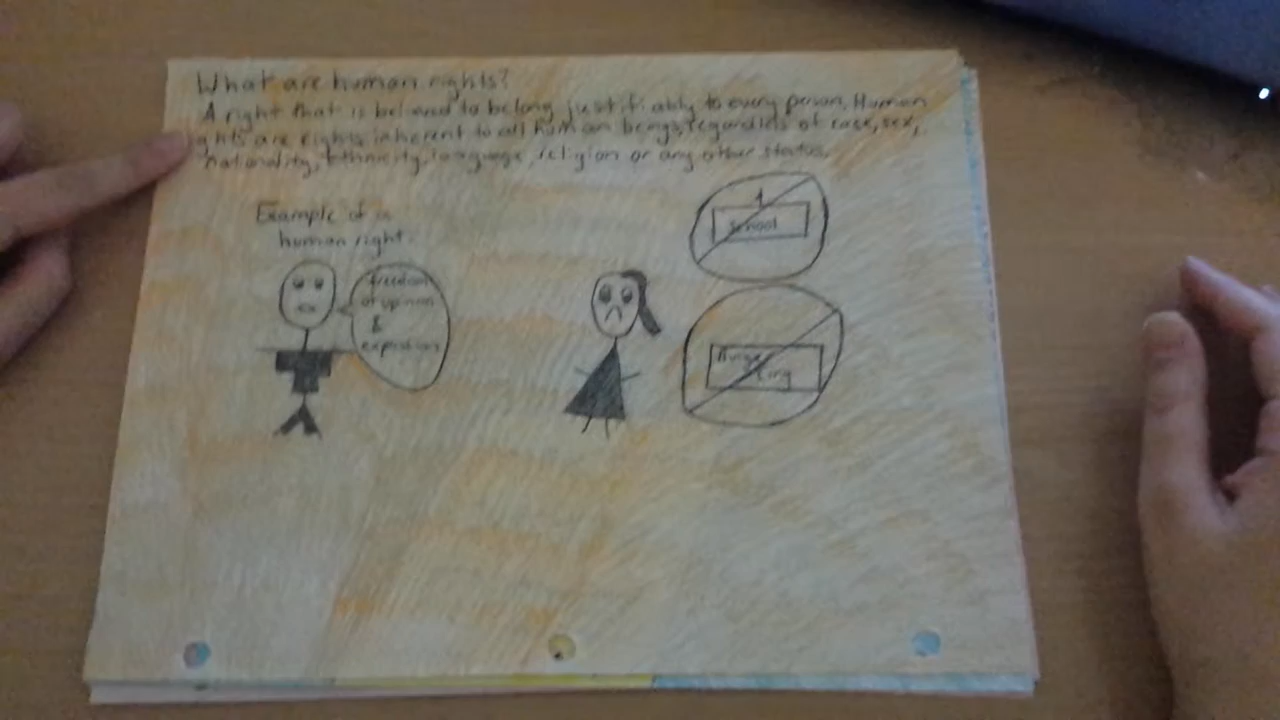 What are human rights?
A right that is believed to belong justifiably to every person. Human
rights are rights inherent to all human beings, regardless of race, sex,
nationality, Ethnicity, language, religion or any other status.
Example of a
human right.
freedom
of opinion
&
expression
School
King